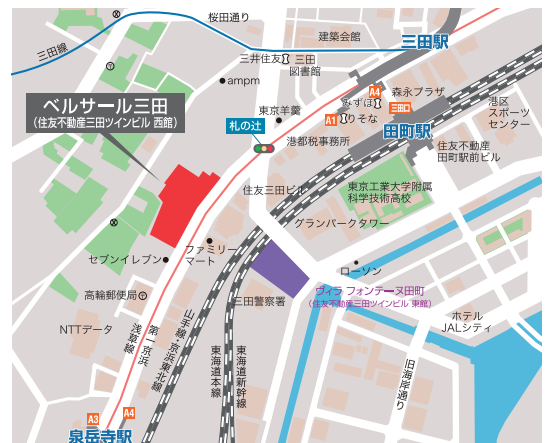 桜田通り
建築会館
三田線
三井住友
三田
図書館
三田駅
ampm
A4
森永プラザ
みずほ
三田口
ベルサール三田
（住友不動産三田ツインビル 西館）
東京羊羹
札の辻
A1
りそな
田町駅
港区
スポーツ
センター
港都税事務所
住友不動産
田町駅前ビル
住友三田ビル
東京工業大学附属
科学技術高校
グランパークタワー
ファミリー
マート
セブンイレブン
ローソン
ヴィラ フォンテーヌ田町
（住友不動産三田ツインビル 東館）
高輪郵便局
三田警察署
NTTデータ
第一京浜
浅草線
山手線・京浜東北線
東海道本線
東海道新幹線
ホテル
JALシティ
旧海岸通り
A3
A4
泉岳寺駅